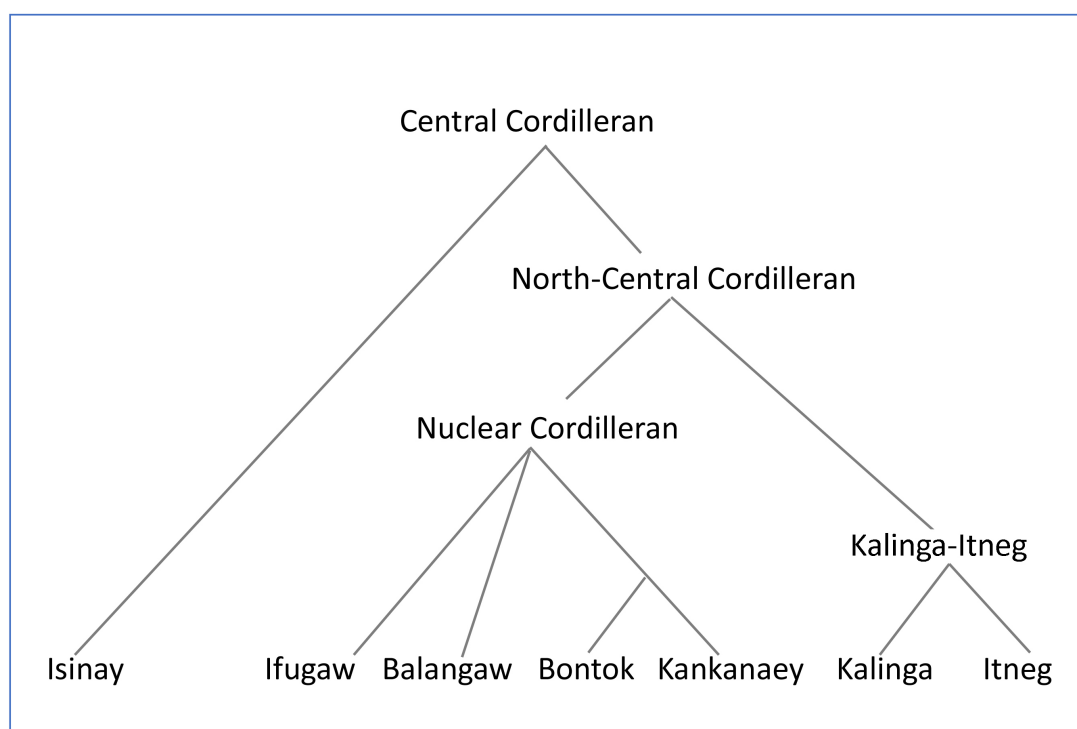 Central Cordilleran
North-Central Cordilleran
Nuclear Cordilleran
Kalinga-Itneg
Isinay Ifugaw Balangaw Bontok Kankanaey Kalinga Itneg